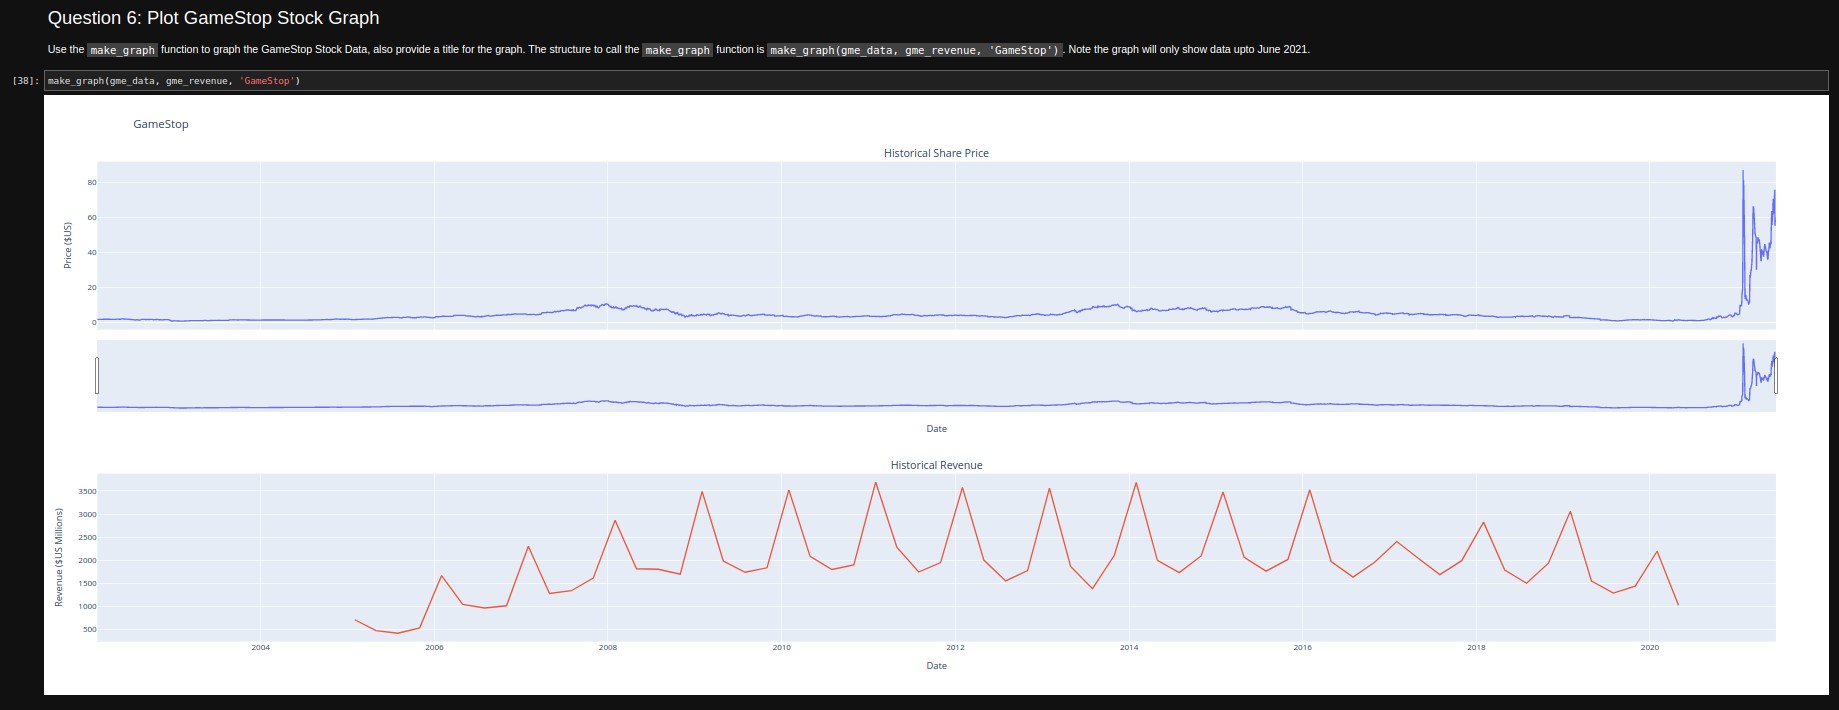 Question 6: Plot GameStop Stock Graph
Use the make_graph function to graph the GameStop Stock Data, also provide a title for the graph. The structure to call the make_graph function is make_graph(gme_data, gme_revenue, 'GameStop'). Note the graph will only show data upto June 2021.
[38]: make_graph(gme_data, gme_revenue, 'GameStop')
GameStop
Historical Share Price
Price ($US)
80
60
40
20
0
Date
Historical Revenue
Revenue ($US Millions)
3500
3000
2500
2000
1500
1000
500
2004 2006 2008 2010 2012 2014 2016 2018 2020
Date